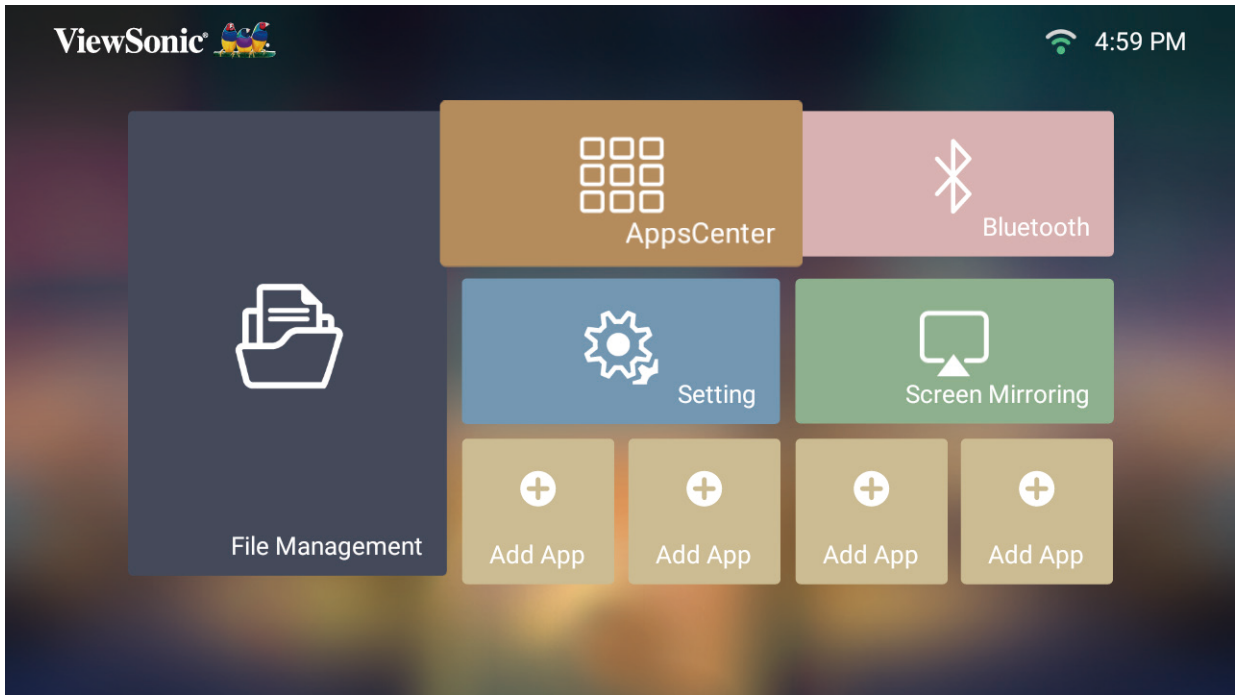 ViewSonic®
4:59 PM
AppsCenter
Bluetooth
Setting
Screen Mirroring
File Management
Add App
Add App
Add App
Add App